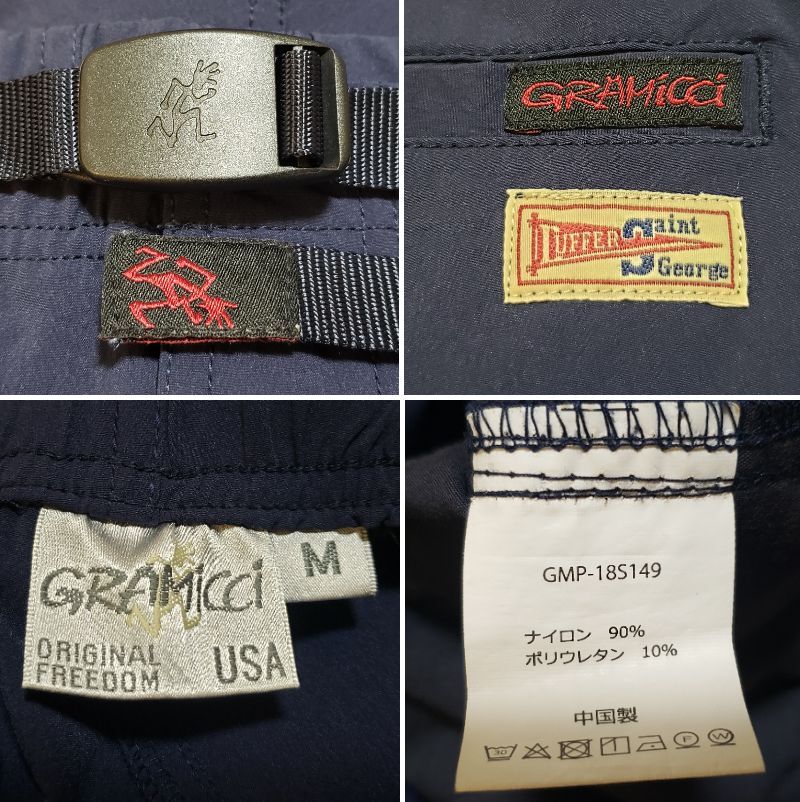 GRAMICCI
DUFFER Saint
George
GRAMICCI
ORIGINAL
FREEDOM
USA
M
GMP-18S149
ナイロン 90%
ポリウレタン 10%
中国製
30
F
W